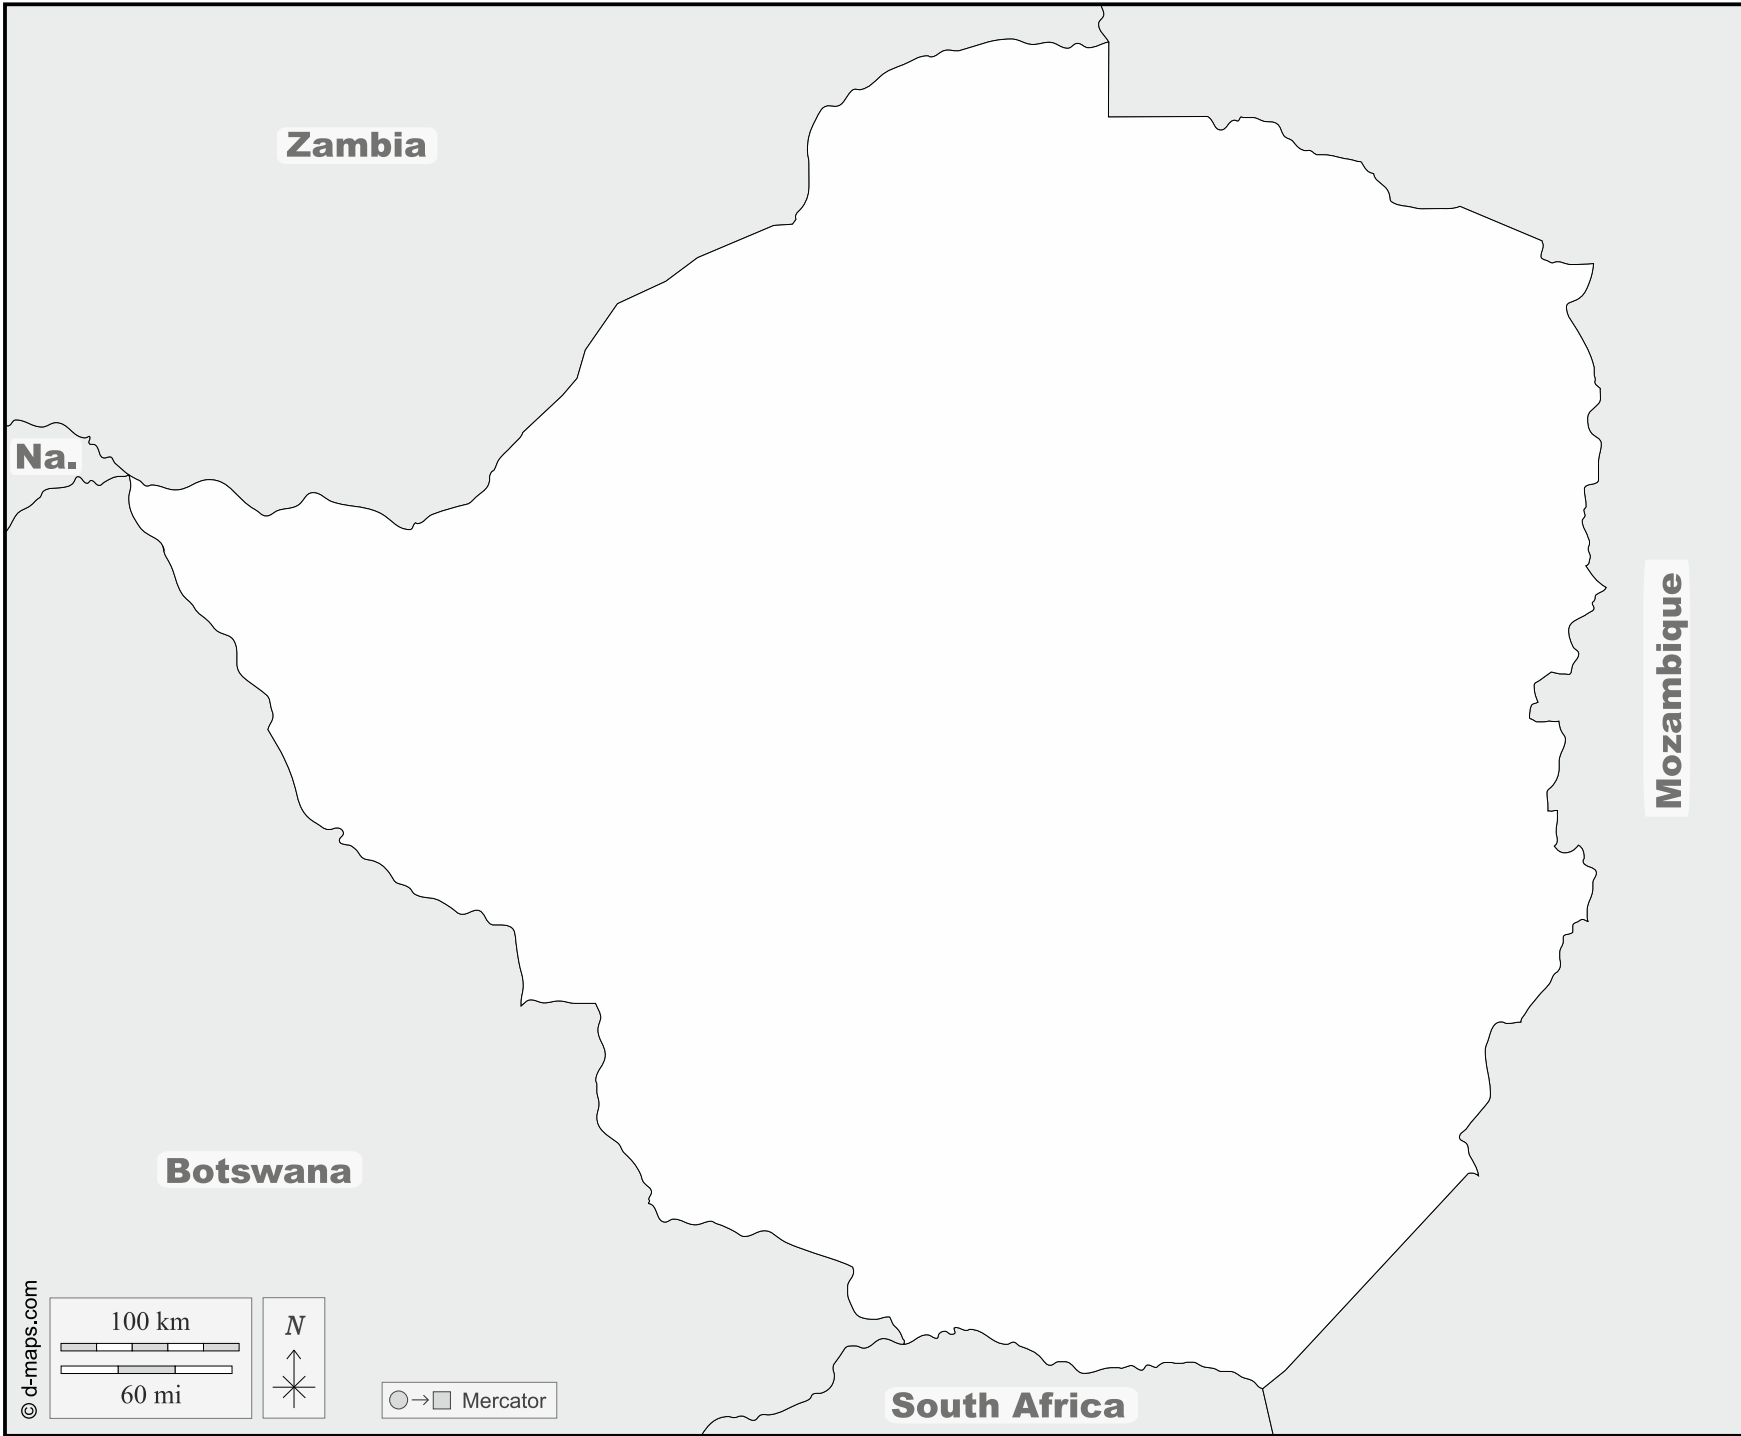 Zambia
Na.
Mozambique
Botswana
South Africa
© d-maps.com
100 km
60 mi
N
Mercator